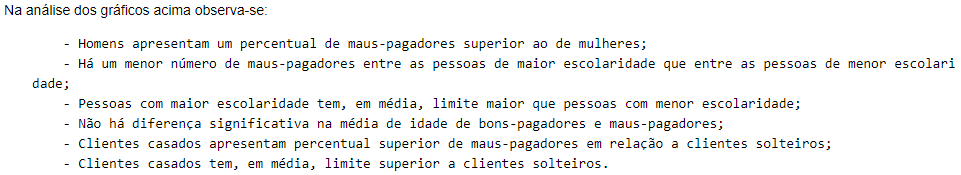 Na análise dos gráficos acima observa-se:
- Homens apresentam um percentual de maus-pagadores superior ao de mulheres;
- Há um menor número de maus-pagadores entre as pessoas de maior escolaridade que entre as pessoas de menor escolari
dade;
- Pessoas com maior escolaridade tem, em média, limite maior que pessoas com menor escolaridade;
- Não há diferença significativa na média de idade de bons-pagadores e maus-pagadores;
- Clientes casados apresentam percentual superior de maus-pagadores em relação a clientes solteiros;
- Clientes casados tem, em média, limite superior a clientes solteiros.